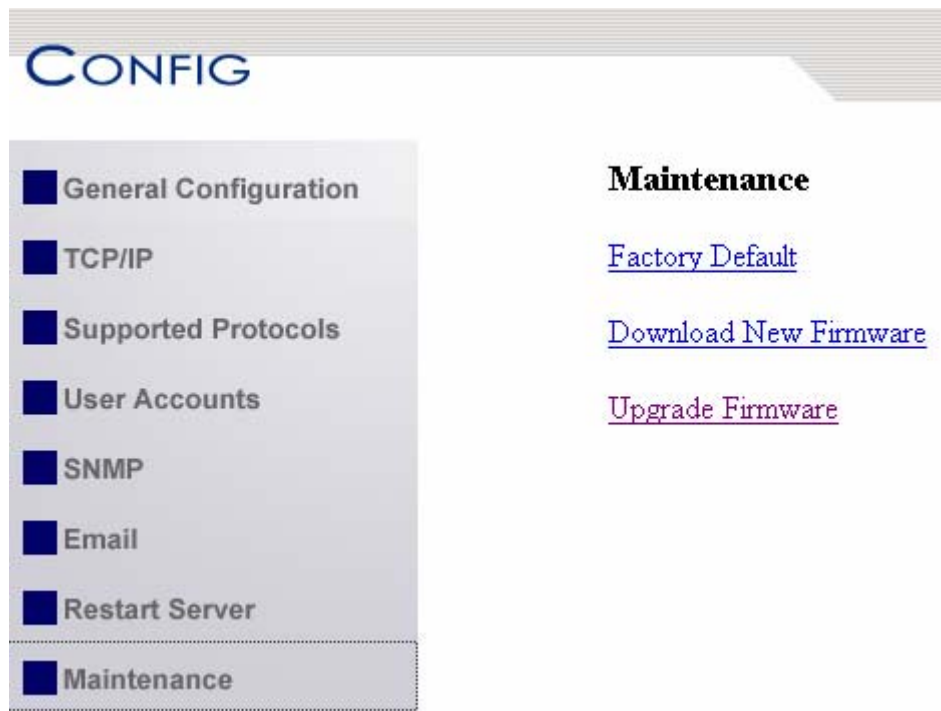 CONFIG
General Configuration
TCP/IP
Supported Protocols
User Accounts
SNMP
Email
Restart Server
Maintenance
Maintenance
Factory Default
Download New Firmware
Upgrade Firmware